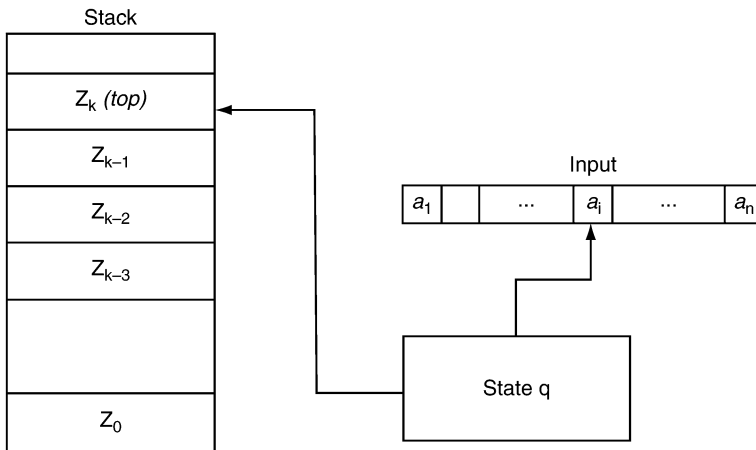 Stack
Zₖ (top)
Zₖ₋₁
Zₖ₋₂
Zₖ₋₃
Z₀
Input
a₁ ... aᵢ ... aₙ
State q